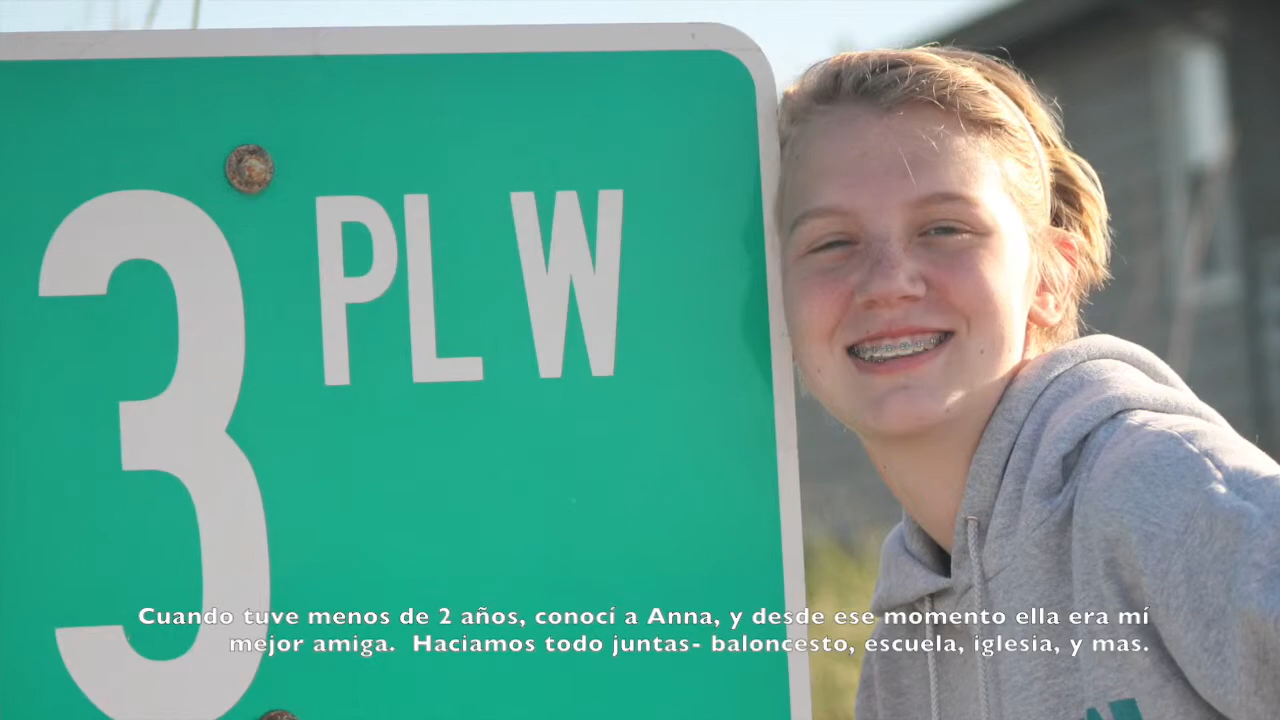 3 PL W
Cuando tuve menos de 2 años, conocí a Anna, y desde ese momento ella era mí
mejor amiga.  Haciamos todo juntas- baloncesto, escuela, iglesia, y mas.